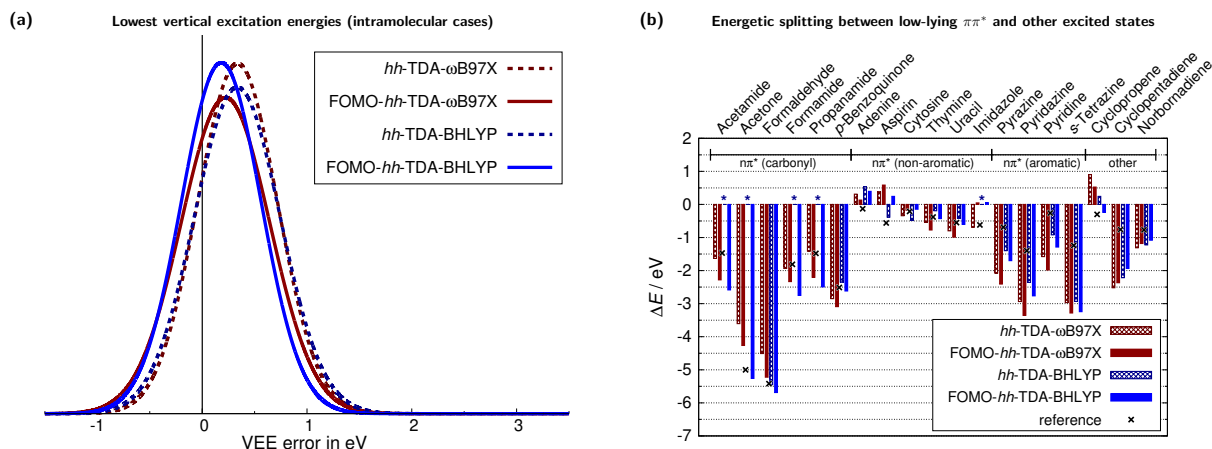 (a)
Lowest vertical excitation energies (intramolecular cases)
hh-TDA-ωB97X
FOMO-hh-TDA-ωB97X
hh-TDA-BHLYP
FOMO-hh-TDA-BHLYP
-1
0
1
2
3
VEE error in eV
(b)
Energetic splitting between low-lying ππ* and other excited states
Acetamide
Acetone
Formaldehyde
Formamide
Propanamide
p-Benzoquinone
Adenine
Aspirin
Cytosine
Thymine
Uracil
Imidazole
Pyrazine
Pyridazine
Pyridine
s-Tetrazine
Cyclopropene
Cyclopentadiene
Norbornadiene
nπ* (carbonyl)
nπ* (non-aromatic)
nπ* (aromatic)
other
2
1
0
-1
-2
-3
-4
-5
-6
-7
ΔE / eV
* * * * *
hh-TDA-ωB97X
FOMO-hh-TDA-ωB97X
hh-TDA-BHLYP
FOMO-hh-TDA-BHLYP
reference